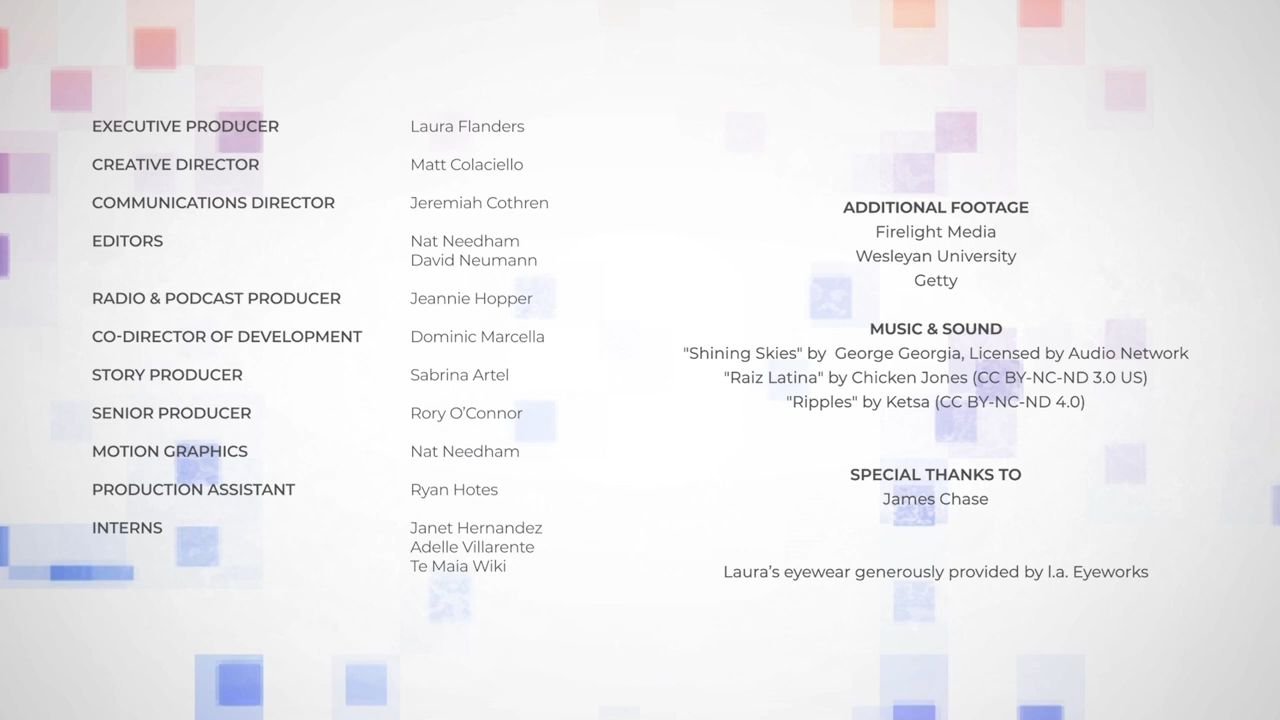 EXECUTIVE PRODUCER Laura Flanders
CREATIVE DIRECTOR Matt Colaciello
COMMUNICATIONS DIRECTOR Jeremiah Cothren
EDITORS Nat Needham
David Neumann
RADIO & PODCAST PRODUCER Jeannie Hopper
CO-DIRECTOR OF DEVELOPMENT Dominic Marcella
STORY PRODUCER Sabrina Artel
SENIOR PRODUCER Rory O’Connor
MOTION GRAPHICS Nat Needham
PRODUCTION ASSISTANT Ryan Hotes
INTERNS Janet Hernandez
Adelle Villarente
Te Maia Wiki
ADDITIONAL FOOTAGE
Firelight Media
Wesleyan University
Getty
MUSIC & SOUND
"Shining Skies" by  George Georgia, Licensed by Audio Network
"Raiz Latina" by Chicken Jones (CC BY-NC-ND 3.0 US)
"Ripples" by Ketsa (CC BY-NC-ND 4.0)
SPECIAL THANKS TO
James Chase
Laura’s eyewear generously provided by l.a. Eyeworks